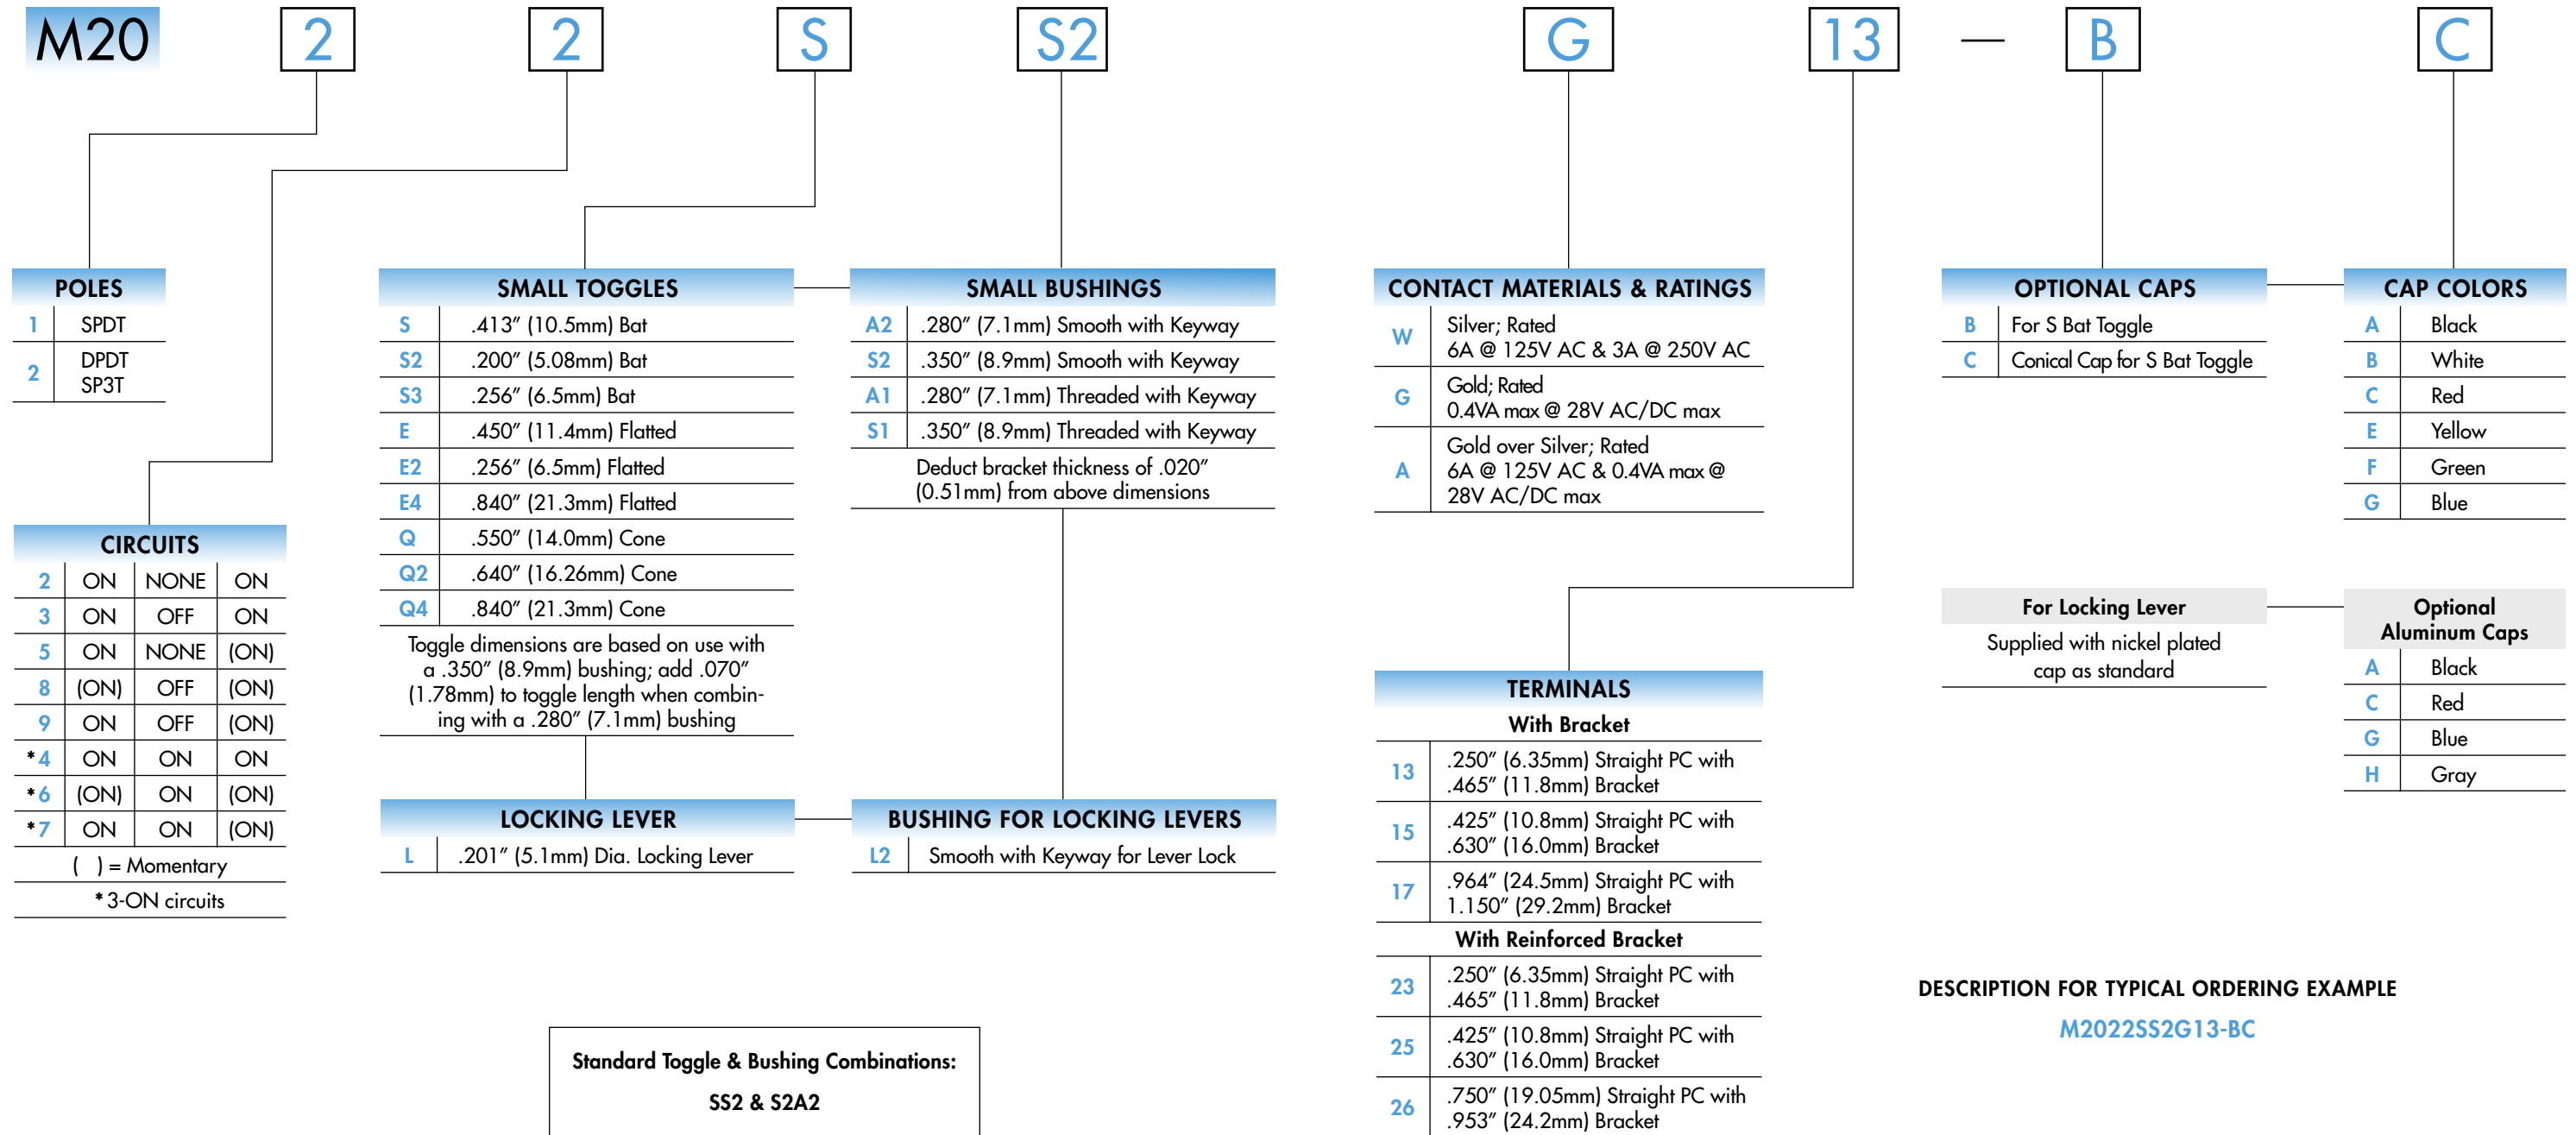 M20 2 2 S S2 G 13 — B C
POLES
1 SPDT
2 DPDT
SP3T
CIRCUITS
2 ON NONE ON
3 ON OFF ON
5 ON NONE (ON)
8 (ON) OFF (ON)
9 ON OFF (ON)
*4 ON ON ON
*6 (ON) ON (ON)
*7 ON ON (ON)
( ) = Momentary
* 3-ON circuits
SMALL TOGGLES
S .413" (10.5mm) Bat
S2 .200" (5.08mm) Bat
S3 .256" (6.5mm) Bat
E .450" (11.4mm) Flatted
E2 .256" (6.5mm) Flatted
E4 .840" (21.3mm) Flatted
Q .550" (14.0mm) Cone
Q2 .640" (16.26mm) Cone
Q4 .840" (21.3mm) Cone
Toggle dimensions are based on use with
a .350" (8.9mm) bushing; add .070"
(1.78mm) to toggle length when combin-
ing with a .280" (7.1mm) bushing
LOCKING LEVER
L .201" (5.1mm) Dia. Locking Lever
SMALL BUSHINGS
A2 .280" (7.1mm) Smooth with Keyway
S2 .350" (8.9mm) Smooth with Keyway
A1 .280" (7.1mm) Threaded with Keyway
S1 .350" (8.9mm) Threaded with Keyway
Deduct bracket thickness of .020"
(0.51mm) from above dimensions
BUSHING FOR LOCKING LEVERS
L2 Smooth with Keyway for Lever Lock
Standard Toggle & Bushing Combinations:
SS2 & S2A2
CONTACT MATERIALS & RATINGS
W Silver; Rated
6A @ 125V AC & 3A @ 250V AC
G Gold; Rated
0.4VA max @ 28V AC/DC max
A Gold over Silver; Rated
6A @ 125V AC & 0.4VA max @
28V AC/DC max
TERMINALS
With Bracket
13 .250" (6.35mm) Straight PC with
.465" (11.8mm) Bracket
15 .425" (10.8mm) Straight PC with
.630" (16.0mm) Bracket
17 .964" (24.5mm) Straight PC with
1.150" (29.2mm) Bracket
With Reinforced Bracket
23 .250" (6.35mm) Straight PC with
.465" (11.8mm) Bracket
25 .425" (10.8mm) Straight PC with
.630" (16.0mm) Bracket
26 .750" (19.05mm) Straight PC with
.953" (24.2mm) Bracket
OPTIONAL CAPS
B For S Bat Toggle
C Conical Cap for S Bat Toggle
CAP COLORS
A Black
B White
C Red
E Yellow
F Green
G Blue
For Locking Lever
Supplied with nickel plated
cap as standard
Optional
Aluminum Caps
A Black
C Red
G Blue
H Gray
DESCRIPTION FOR TYPICAL ORDERING EXAMPLE
M2022SS2G13-BC